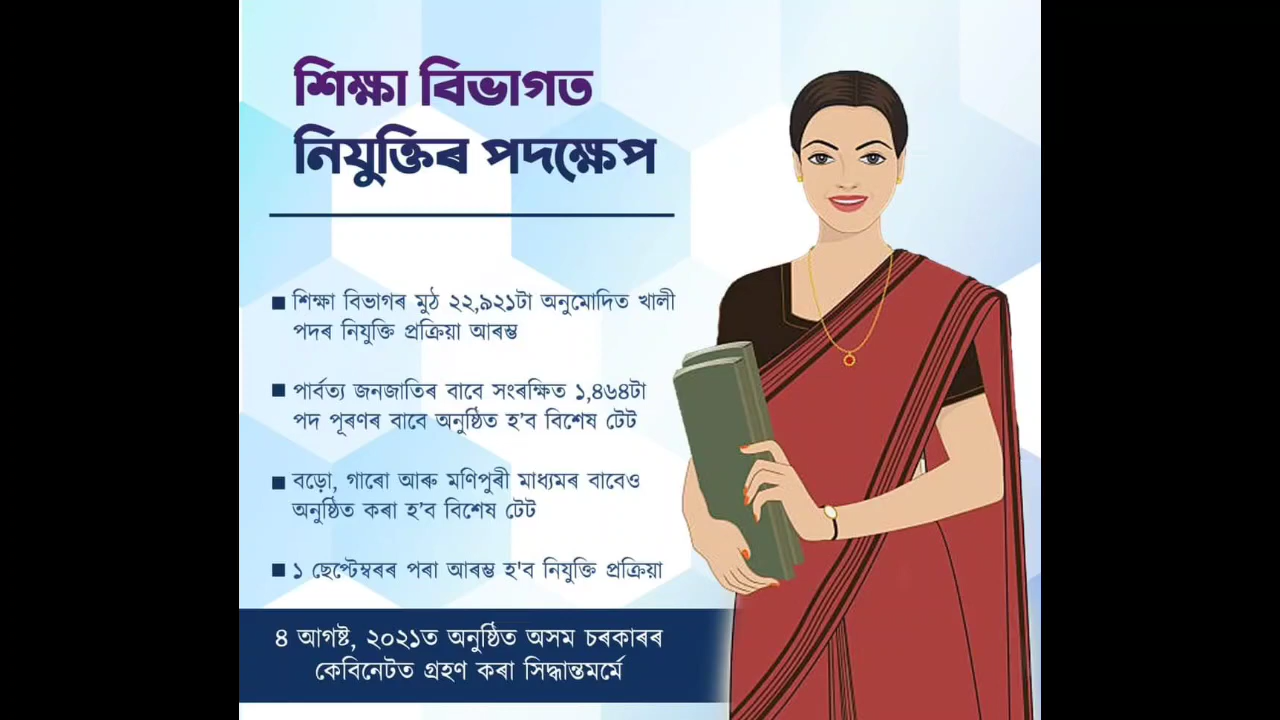 শিক্ষা বিভাগত
নিযুক্তিৰ পদক্ষেপ
■ শিক্ষা বিভাগৰ মুঠ ২২,৯২১টা অনুমোদিত খালী
পদৰ নিযুক্তি প্ৰক্ৰিয়া আৰম্ভ
■ পাৰ্বত্য জনজাতিৰ বাবে সংৰক্ষিত ১,৪৬৪টা
পদ পূৰণৰ বাবে অনুষ্ঠিত হ’ব বিশেষ টেট
■ বড়ো, গাৰো আৰু মণিপুৰী মাধ্যমৰ বাবেও
অনুষ্ঠিত কৰা হ’ব বিশেষ টেট
■ ১ ছেপ্টেম্বৰৰ পৰা আৰম্ভ হ'ব নিযুক্তি প্ৰক্ৰিয়া
৪ আগষ্ট, ২০২১ত অনুষ্ঠিত অসম চৰকাৰৰ
কেবিনেটত গ্ৰহণ কৰা সিদ্ধান্তমৰ্মে